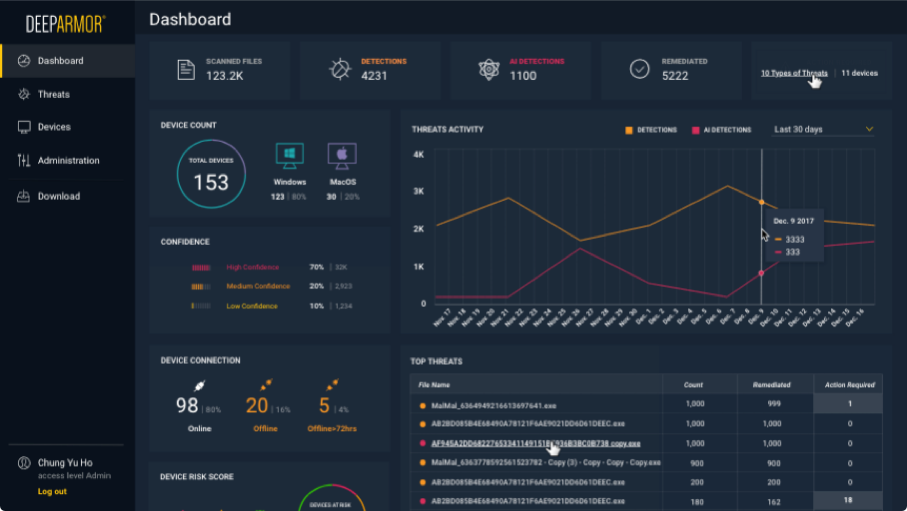 DEEPARMOR
Dashboard
Dashboard
Threats
Devices
Administration
Download
Chung Yu Ho
access level Admin
Log out
SCANNED FILES
123.2K
DETECTIONS
4231
AI DETECTIONS
1100
REMEDIATED
5222
10 Types of Threats | 11 devices
DEVICE COUNT
TOTAL DEVICES
153
Windows
123 | 80%
MacOS
30 | 20%
CONFIDENCE
High Confidence 70% | 32K
Medium Confidence 20% | 2,923
Low Confidence 10% | 1,234
THREATS ACTIVITY
DETECTIONS
AI DETECTIONS
Last 30 days
4K
3K
2K
1K
0
Dec. 9 2017
3333
333
Nov. 17 Nov. 18 Nov. 19 Nov. 20 Nov. 21 Nov. 22 Nov. 23 Nov. 24 Nov. 25 Nov. 26 Nov. 27 Nov. 28 Nov. 29 Nov. 30 Dec. 1 Dec. 2 Dec. 3 Dec. 4 Dec. 5 Dec. 6 Dec. 7 Dec. 8 Dec. 9 Dec. 10 Dec. 11 Dec. 12 Dec. 13 Dec. 14 Dec. 15 Dec. 16
DEVICE CONNECTION
98 | 80%
Online
20 | 16%
Offline
5 | 4%
Offline>72hrs
DEVICE RISK SCORE
DEVICES AT RISK
TOP THREATS
File Name Count Remediated Action Required
MalMal_6364949216613697641.exe 1,000 999 1
AB2BD085B4E68490A78121F6AE9021DD6D61DEEC.exe 1,000 1,000 0
copy.exe 1,000 1,000 0
MalMal_6363778592561523782 - Copy (3) - Copy - Copy - Copy.exe 900 900 0
AB2BD085B4E68490A78121F6AE9021DD6D61DEEC.exe 200 200 0
AB2BD085B4E68490A78121F6AE9021DD6D61DEEC.exe 180 162 18